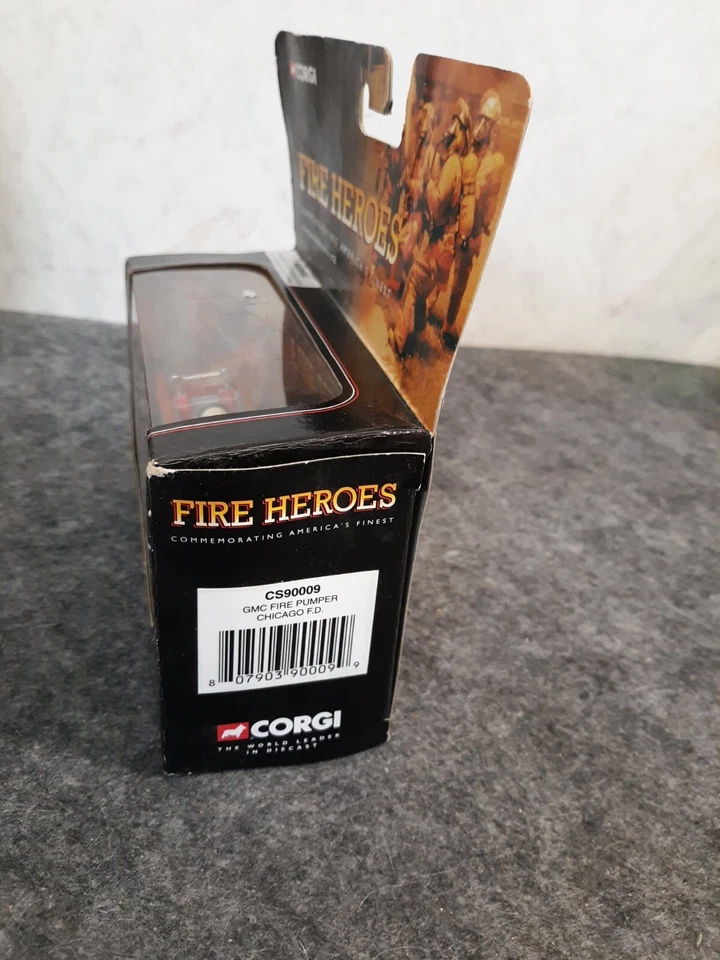 CORGI
FIRE HEROES
FIRE HEROES
COMMEMORATING AMERICA'S FINEST
CS90009
GMC FIRE PUMPER
CHICAGO F.D.
8 07903 90009 9
CORGI
THE WORLD LEADER
IN DIECAST